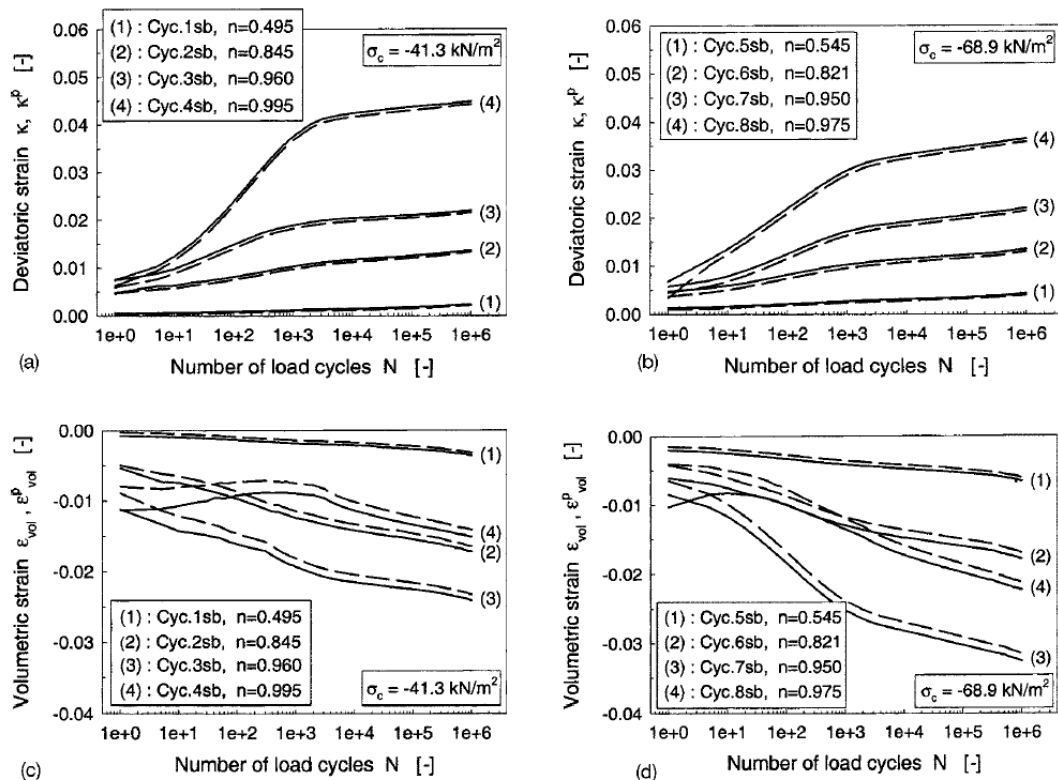 (1) : Cyc.1sb, n=0.495
(2) : Cyc.2sb, n=0.845
(3) : Cyc.3sb, n=0.960
(4) : Cyc.4sb, n=0.995
σc = -41.3 kN/m²
Deviatoric strain κ, κᵖ [-]
0.06
0.05
0.04
0.03
0.02
0.01
0.00
(4)
(3)
(2)
(1)
1e+0 1e+1 1e+2 1e+3 1e+4 1e+5 1e+6
Number of load cycles N [-]
(a)
(1) : Cyc.5sb, n=0.545
(2) : Cyc.6sb, n=0.821
(3) : Cyc.7sb, n=0.950
(4) : Cyc.8sb, n=0.975
σc = -68.9 kN/m²
Deviatoric strain κ, κᵖ [-]
0.06
0.05
0.04
0.03
0.02
0.01
0.00
(4)
(3)
(2)
(1)
1e+0 1e+1 1e+2 1e+3 1e+4 1e+5 1e+6
Number of load cycles N [-]
(b)
Volumetric strain εvol, εᵖvol [-]
0.00
-0.01
-0.02
-0.03
-0.04
(1)
(4)
(2)
(3)
(1) : Cyc.1sb, n=0.495
(2) : Cyc.2sb, n=0.845
(3) : Cyc.3sb, n=0.960
(4) : Cyc.4sb, n=0.995
σc = -41.3 kN/m²
1e+0 1e+1 1e+2 1e+3 1e+4 1e+5 1e+6
Number of load cycles N [-]
(c)
Volumetric strain εvol, εᵖvol [-]
0.00
-0.01
-0.02
-0.03
-0.04
(1)
(2)
(4)
(3)
(1) : Cyc.5sb, n=0.545
(2) : Cyc.6sb, n=0.821
(3) : Cyc.7sb, n=0.950
(4) : Cyc.8sb, n=0.975
σc = -68.9 kN/m²
1e+0 1e+1 1e+2 1e+3 1e+4 1e+5 1e+6
Number of load cycles N [-]
(d)